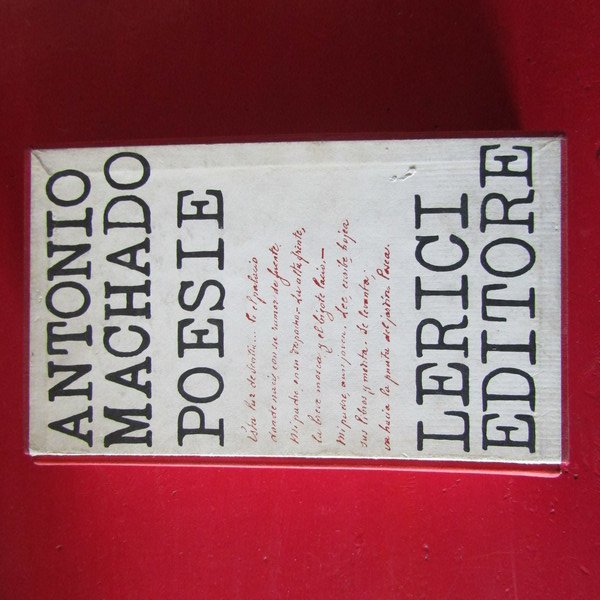 ANTONIO
MACHADO
POESIE
Esta luz de Sevilla... Es el palacio
donde nació con su rumor de fuente.
Mi padre en su despacho.— La alta frente,
la breve mosca, y el bigote lacio.—
Mi padre, aun joven. Lee, escribe, hojea
sus libros y medita. Se levanta;
va hacia la puerta del jardín. Pasea.
LERICI
EDITORE